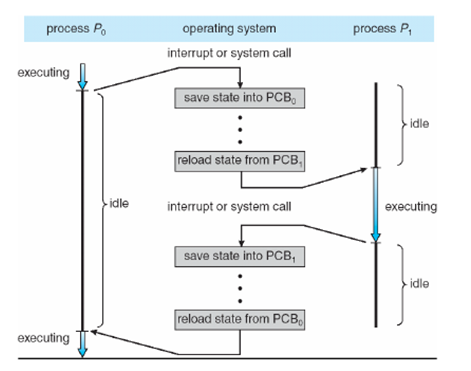 process P₀ operating system process P₁
interrupt or system call
executing
save state into PCB₀
idle
reload state from PCB₁
idle
interrupt or system call
executing
save state into PCB₁
idle
reload state from PCB₀
executing